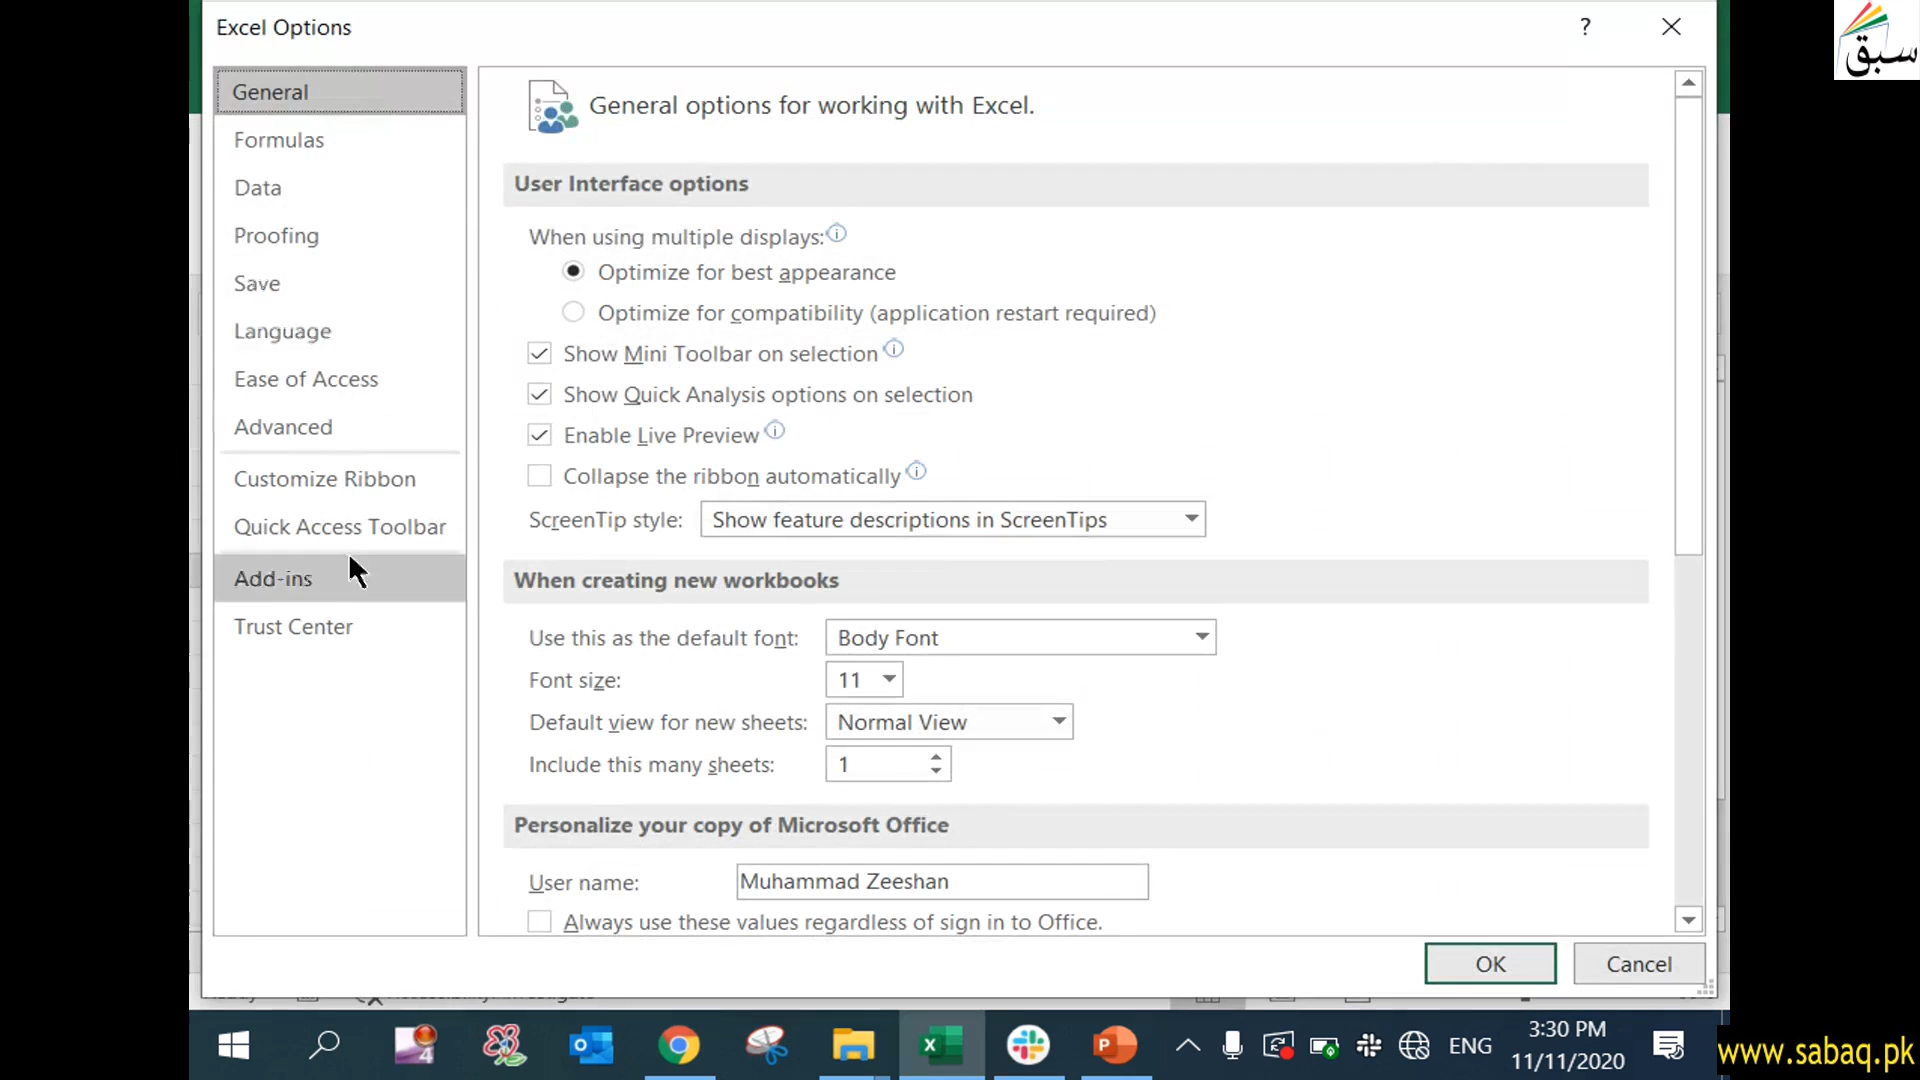 Excel Options
?
سبق
General
Formulas
Data
Proofing
Save
Language
Ease of Access
Advanced
Customize Ribbon
Quick Access Toolbar
Add-ins
Trust Center
General options for working with Excel.
User Interface options
When using multiple displays:
Optimize for best appearance
Optimize for compatibility (application restart required)
Show Mini Toolbar on selection
Show Quick Analysis options on selection
Enable Live Preview
Collapse the ribbon automatically
ScreenTip style: Show feature descriptions in ScreenTips
When creating new workbooks
Use this as the default font: Body Font
Font size: 11
Default view for new sheets: Normal View
Include this many sheets: 1
Personalize your copy of Microsoft Office
User name: Muhammad Zeeshan
Always use these values regardless of sign in to Office.
OK Cancel
4
ENG
3:30 PM
11/11/2020
www.sabaq.pk